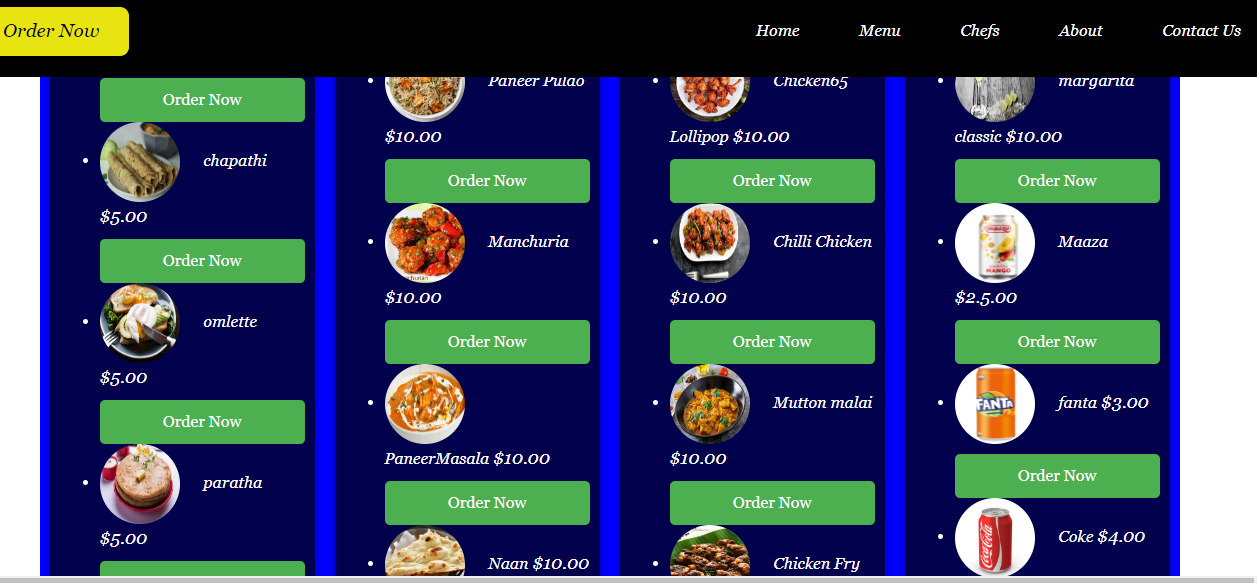 Order Now
Home
Menu
Chefs
About
Contact Us
Order Now
chapathi
$5.00
Order Now
omlette
$5.00
Order Now
paratha
$5.00
Paneer Pulao
$10.00
Order Now
Manchuria
$10.00
Order Now
PaneerMasala $10.00
Order Now
Naan $10.00
Chicken65
Lollipop $10.00
Order Now
Chilli Chicken
$10.00
Order Now
Mutton malai
$10.00
Order Now
Chicken Fry
margarita
classic $10.00
Order Now
MANGO
Maaza
$2.5.00
Order Now
FANTA
fanta $3.00
Order Now
Coca-Cola
Coke $4.00